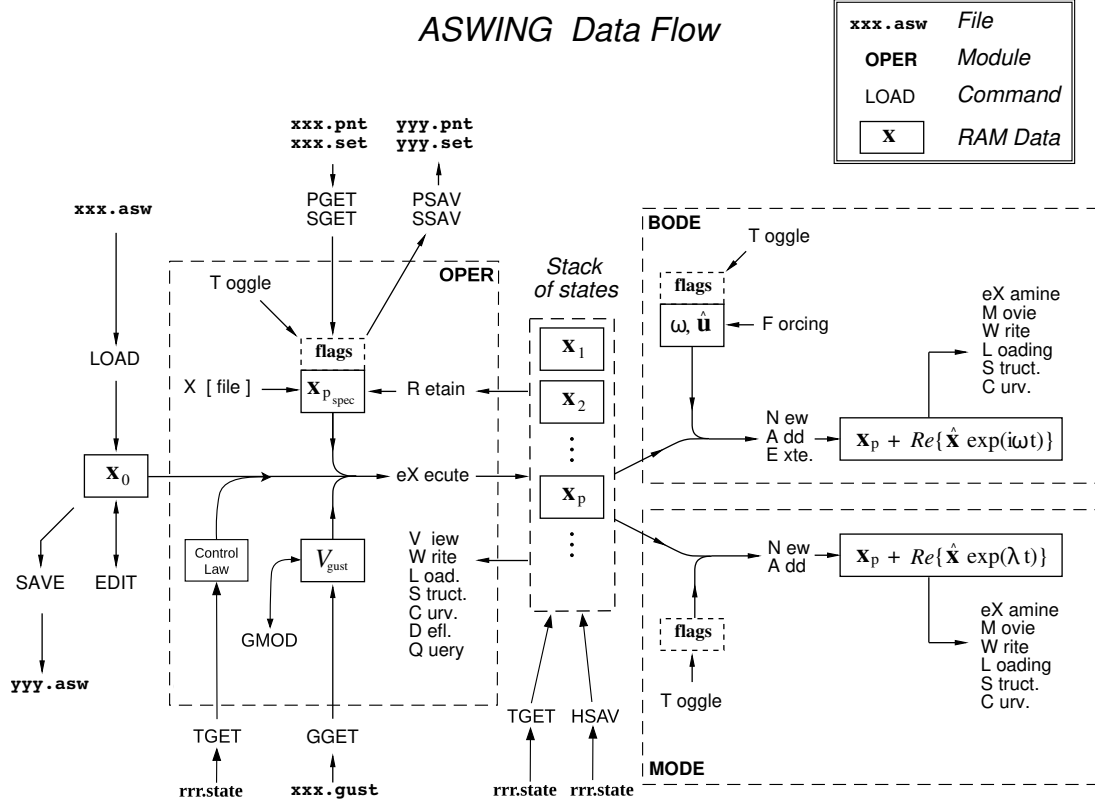 ASWING Data Flow
xxx.asw File
OPER Module
LOAD Command
x RAM Data
xxx.pnt yyy.pnt
xxx.set yyy.set
PGET PSAV
SGET SSAV
xxx.asw
OPER
T oggle
flags
X [ file ]
x_{p_{spec}}
R etain
LOAD
x_0
eX ecute
Control
Law
V_{gust}
GMOD
SAVE
EDIT
yyy.asw
V iew
W rite
L oad.
S truct.
C urv.
D efl.
Q uery
TGET
GGET
rrr.state
xxx.gust
Stack
of states
x_1
x_2
⋮
x_p
⋮
TGET HSAV
rrr.state rrr.state
BODE
T oggle
flags
ω, û
F orcing
N ew
A dd
E xte.
x_p + Re{x̂ exp(iωt)}
eX amine
M ovie
W rite
L oading
S truct.
C urv.
N ew
A dd
x_p + Re{x̂ exp(λ t)}
flags
T oggle
eX amine
M ovie
W rite
L oading
S truct.
C urv.
MODE